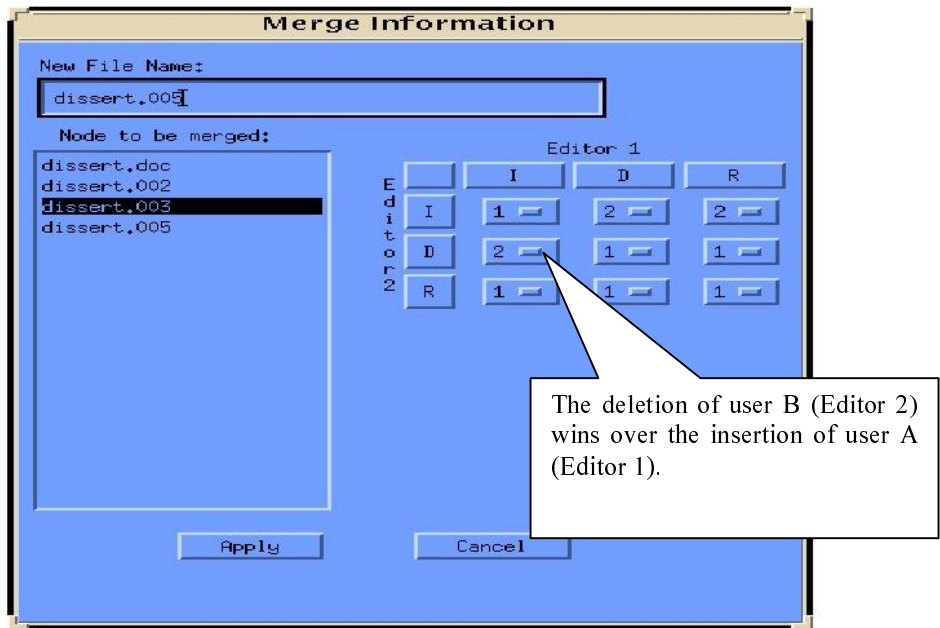 Merge Information
New File Name:
dissert.005
Node to be merged:
dissert.doc
dissert.002
dissert.003
dissert.005
Editor 1
Editor2
I D R
I 1 2 2
D 2 1 1
R 1 1 1
The deletion of user B (Editor 2)
wins over the insertion of user A
(Editor 1).
Apply Cancel